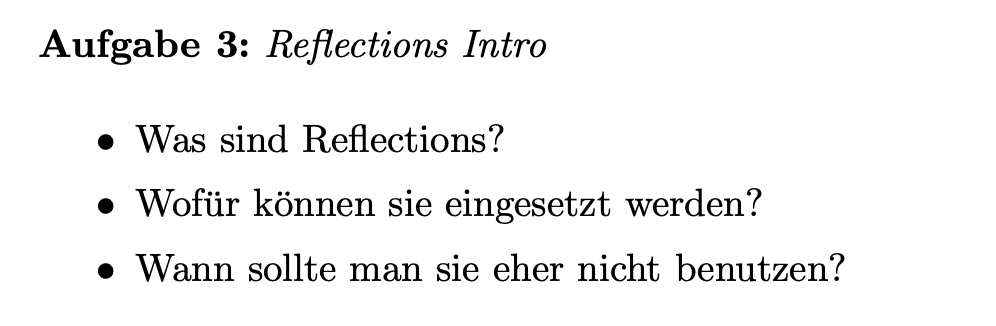 Aufgabe 3: Reflections Intro
• Was sind Reflections?
• Wofür können sie eingesetzt werden?
• Wann sollte man sie eher nicht benutzen?